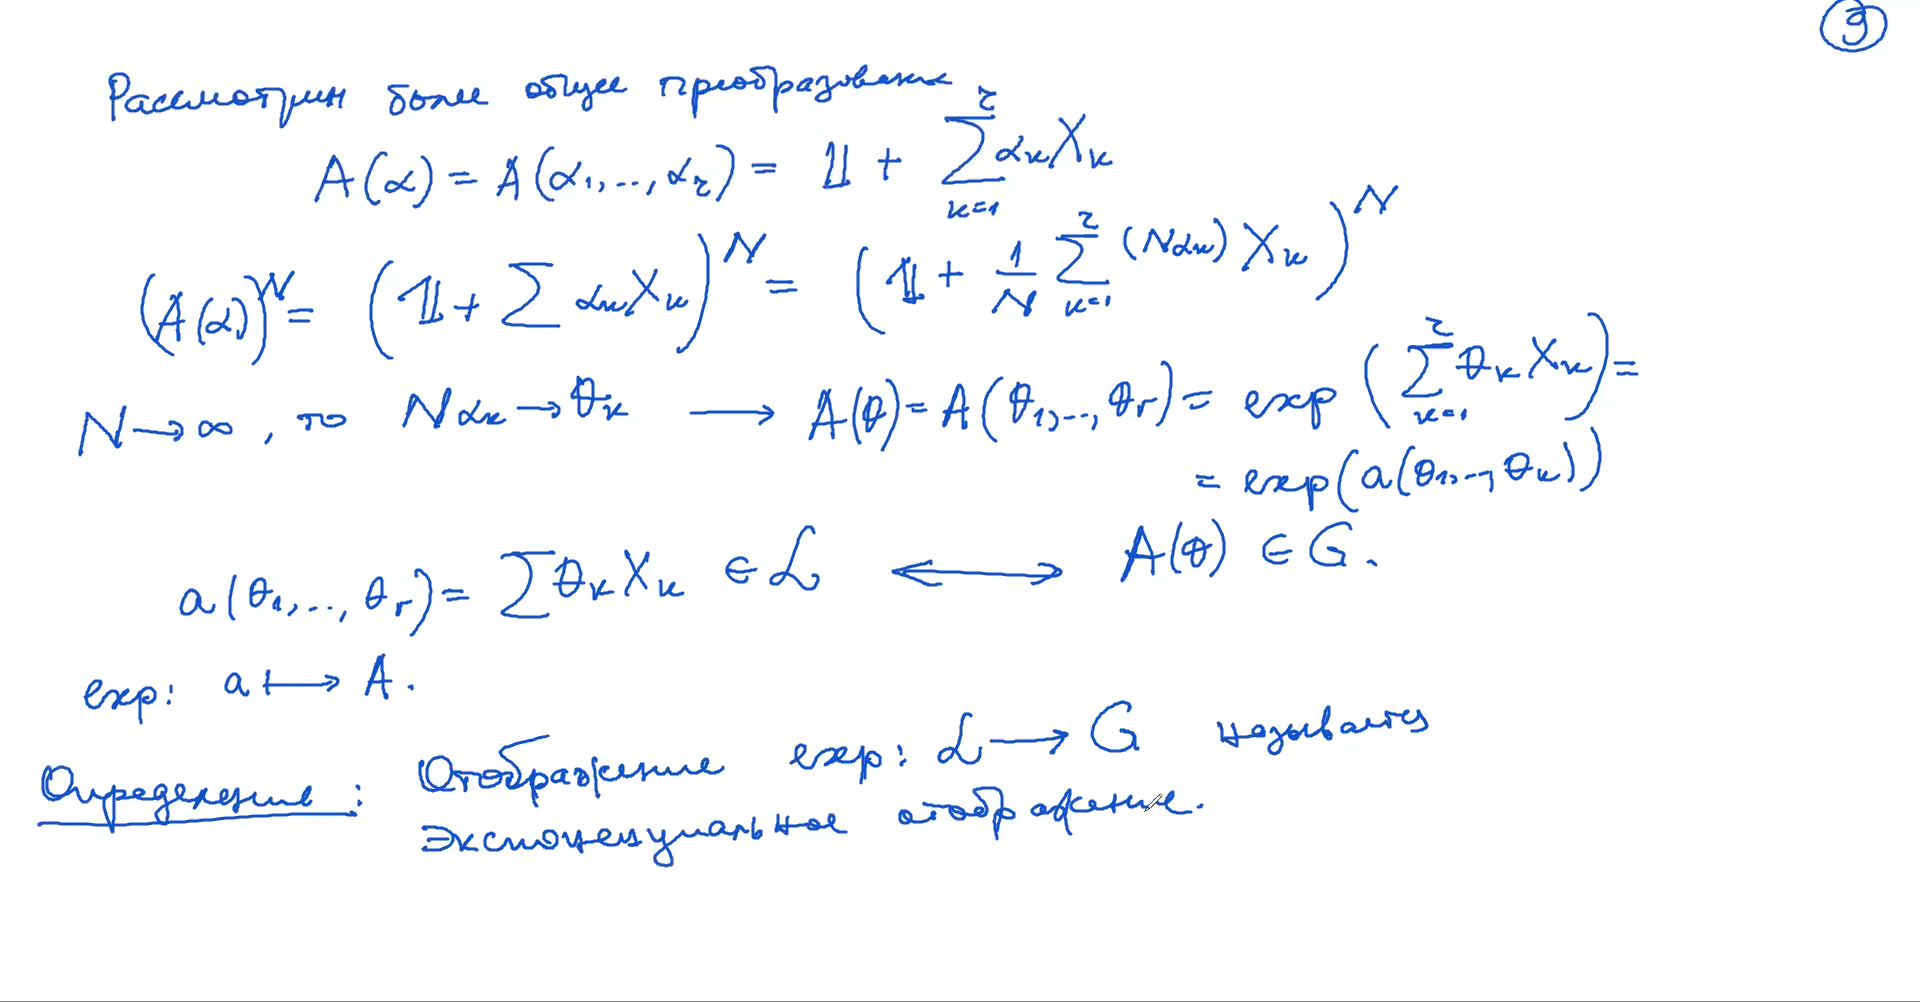 ③
Рассмотрим более общее преобразование
A(α) = A(α₁,..,α_r) = 𝟙 + ∑_{k=1}^{r} α_k X_k
(A(α))^N = (𝟙 + ∑ α_k X_k)^N = (𝟙 + 1/N ∑_{k=1}^{r} (Nα_k) X_k)^N
N → ∞, то Nα_k → θ_k ⟶ A(θ) = A(θ₁,..,θ_r) = exp(∑_{k=1}^{r} θ_k X_k) =
= exp(a(θ₁,..,θ_k))
a(θ₁,..,θ_r) = ∑ θ_k X_k ∈ ℒ ⟷ A(θ) ∈ G.
exp: a ⟼ A.
Определение: Отображение exp: ℒ ⟶ G называется
экспоненциальное отображение.